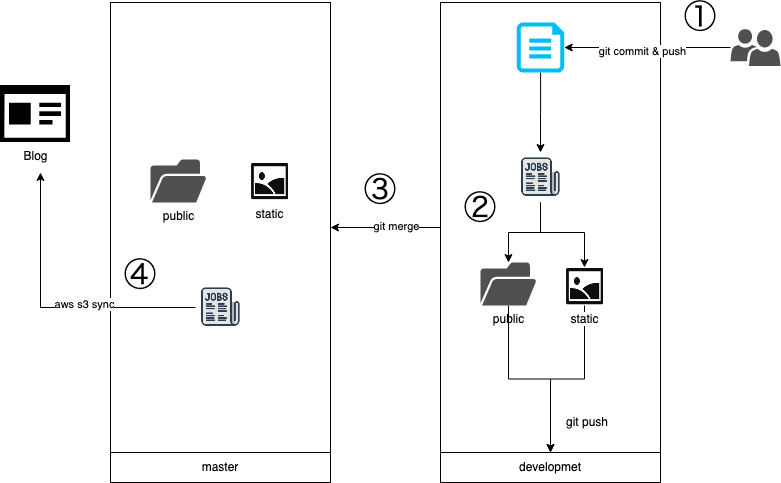 ①
git commit & push
JOBS
Blog
③
②
public
static
git merge
④
JOBS
aws s3 sync
public
static
git push
master
developmet